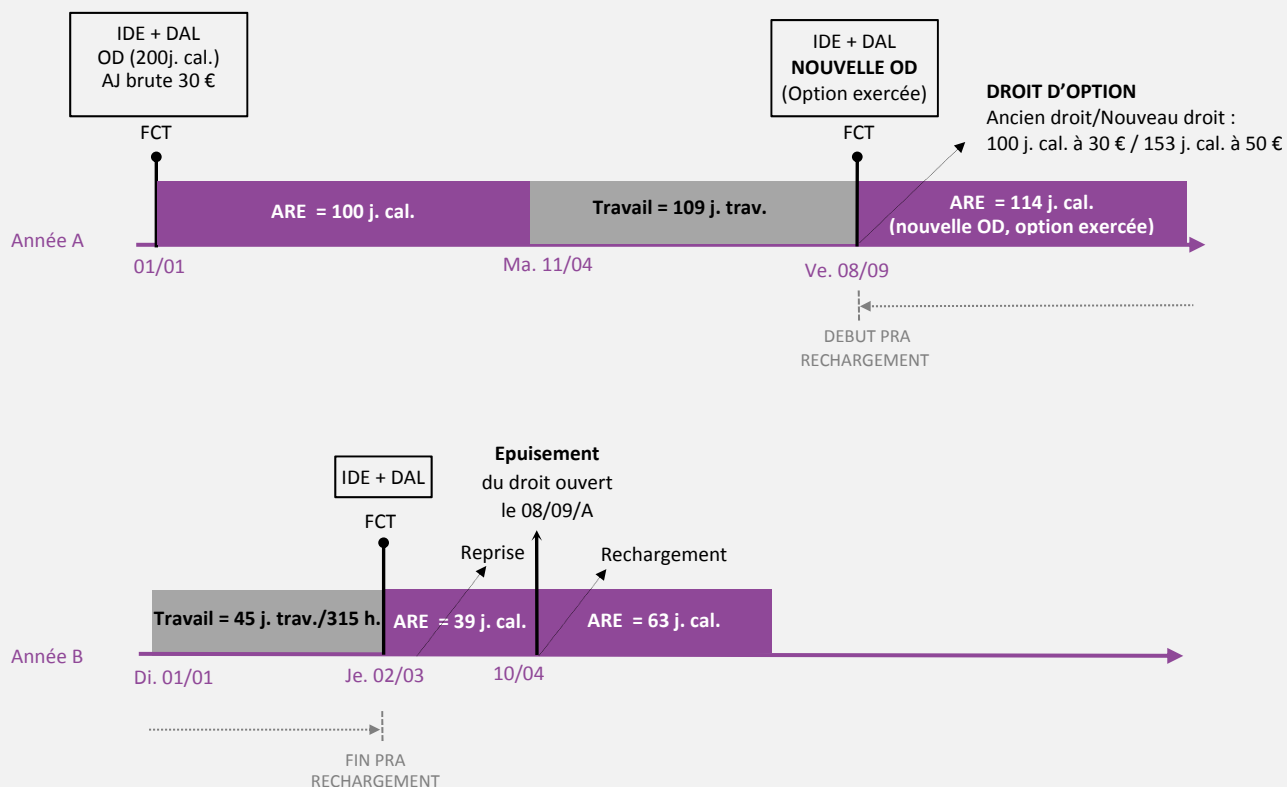 IDE + DAL
OD (200j. cal.)
AJ brute 30 €
FCT
IDE + DAL
NOUVELLE OD
(Option exercée)
FCT
DROIT D’OPTION
Ancien droit/Nouveau droit :
100 j. cal. à 30 € / 153 j. cal. à 50 €
ARE = 100 j. cal.
Travail = 109 j. trav.
ARE = 114 j. cal.
(nouvelle OD, option exercée)
Année A
01/01
Ma. 11/04
Ve. 08/09
DEBUT PRA
RECHARGEMENT
IDE + DAL
FCT
Epuisement
du droit ouvert
le 08/09/A
Reprise
Rechargement
Travail = 45 j. trav./315 h.
ARE = 39 j. cal.
ARE = 63 j. cal.
Année B
Di. 01/01
Je. 02/03
10/04
FIN PRA
RECHARGEMENT